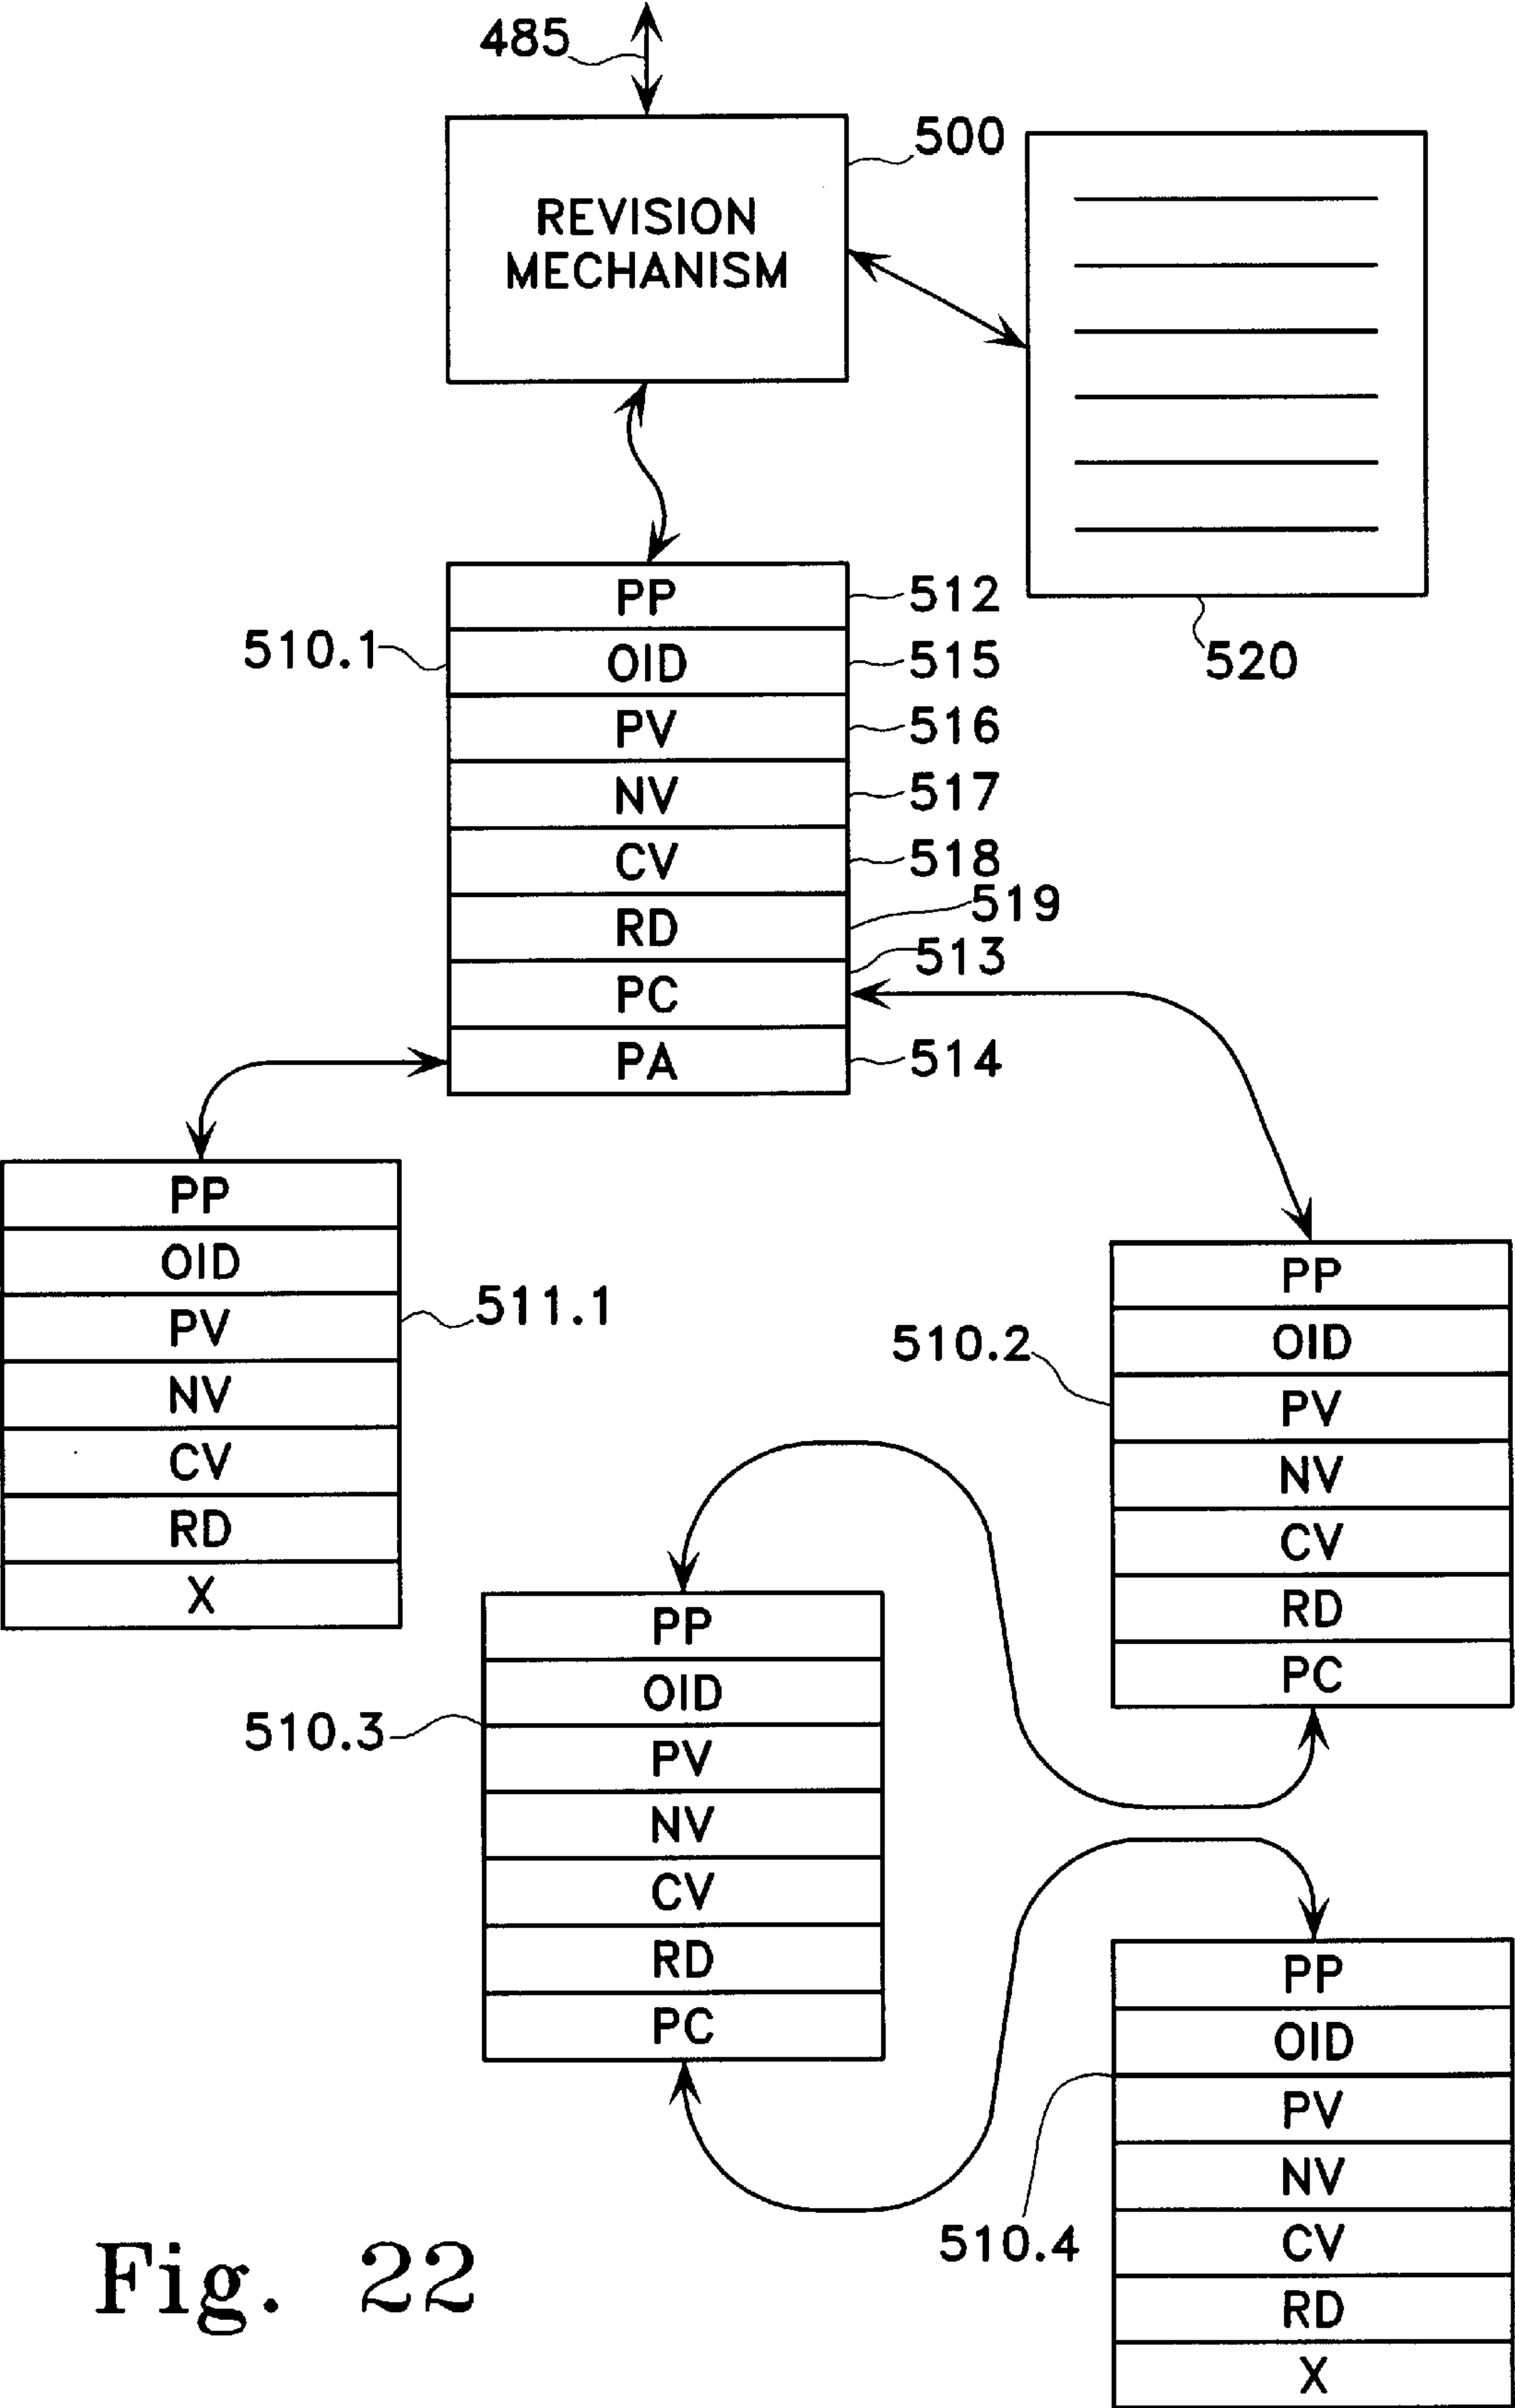 485
500
REVISION
MECHANISM
520
PP 512
510.1 OID 515
PV 516
NV 517
CV 518
RD 519
PC 513
PA 514
PP
OID
PV
NV
CV
RD
X
511.1
510.2
PP
OID
PV
NV
CV
RD
PC
510.3
PP
OID
PV
NV
CV
RD
PC
510.4
PP
OID
PV
NV
CV
RD
X
Fig. 22